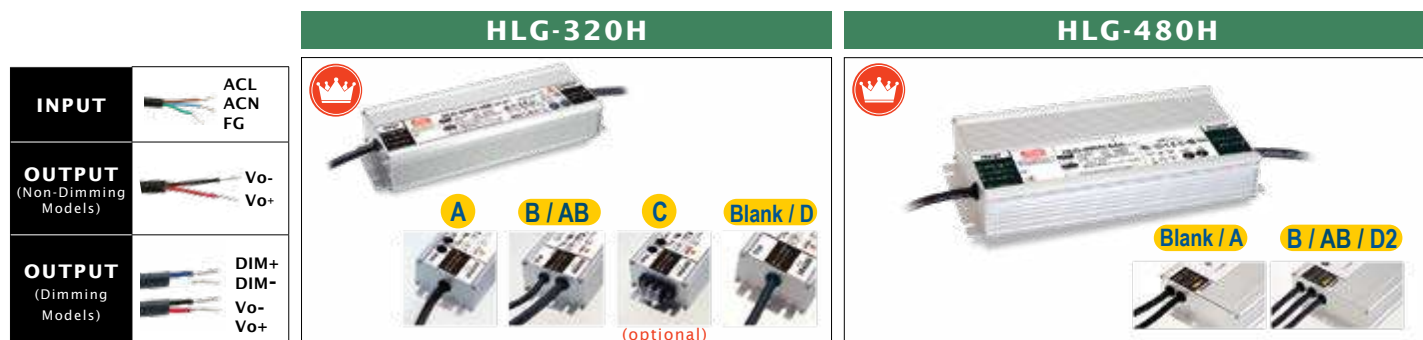 HLG-320H
HLG-480H
INPUT
ACL
ACN
FG
OUTPUT
(Non-Dimming
Models)
Vo-
Vo+
OUTPUT
(Dimming
Models)
DIM+
DIM-
Vo-
Vo+
A
B / AB
C
Blank / D
(optional)
Blank / A
B / AB / D2